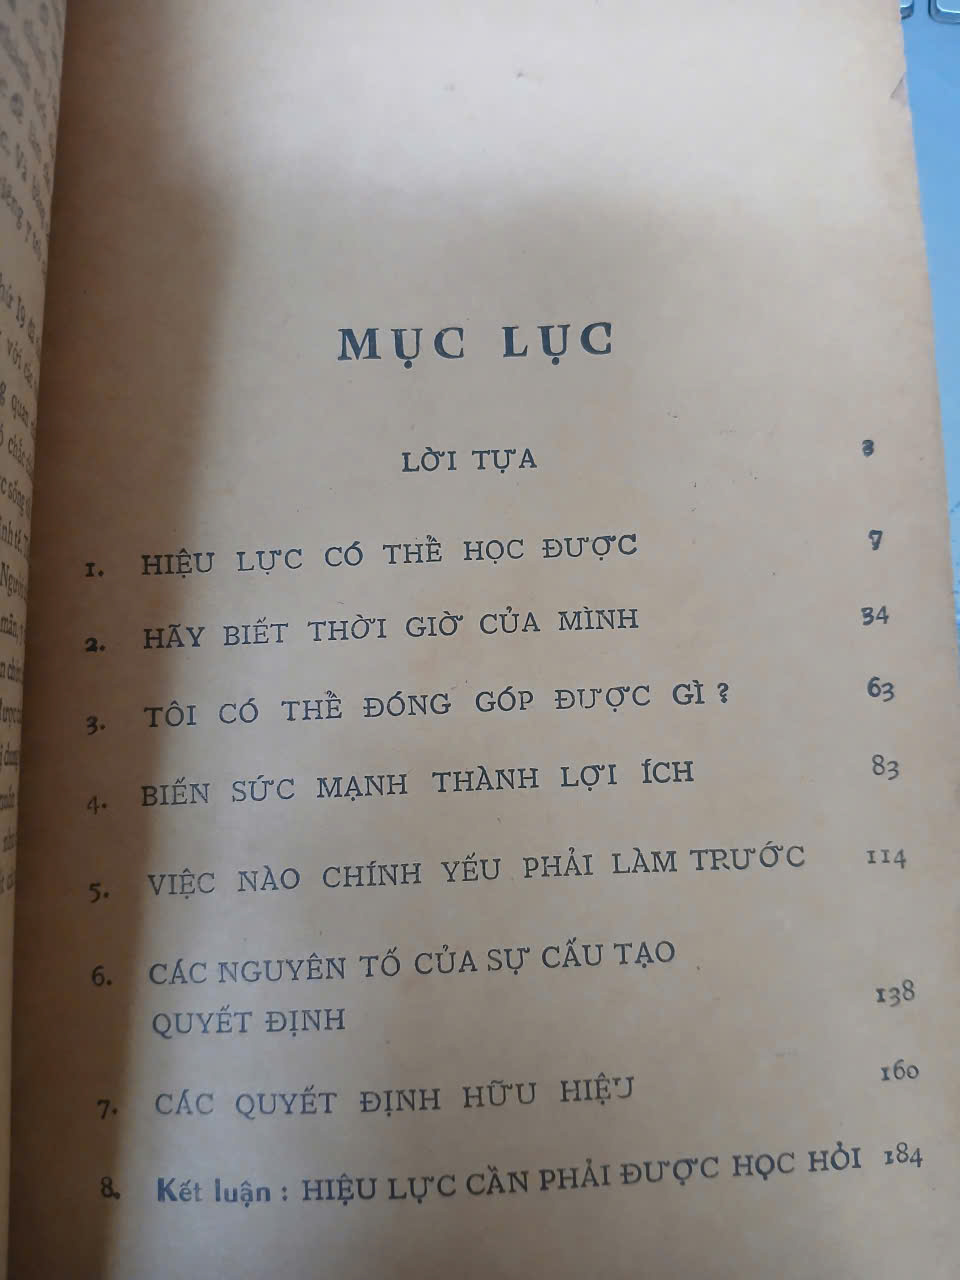 MỤC LỤC
LỜI TỰA 3
1. HIỆU LỰC CÓ THỂ HỌC ĐƯỢC 7
2. HÃY BIẾT THỜI GIỜ CỦA MÌNH 34
3. TÔI CÓ THỂ ĐÓNG GÓP ĐƯỢC GÌ ? 63
4. BIẾN SỨC MẠNH THÀNH LỢI ÍCH 83
5. VIỆC NÀO CHÍNH YẾU PHẢI LÀM TRƯỚC 114
6. CÁC NGUYÊN TỐ CỦA SỰ CẤU TẠO
QUYẾT ĐỊNH 138
7. CÁC QUYẾT ĐỊNH HỮU HIỆU 160
8. Kết luận : HIỆU LỰC CẦN PHẢI ĐƯỢC HỌC HỎI 184